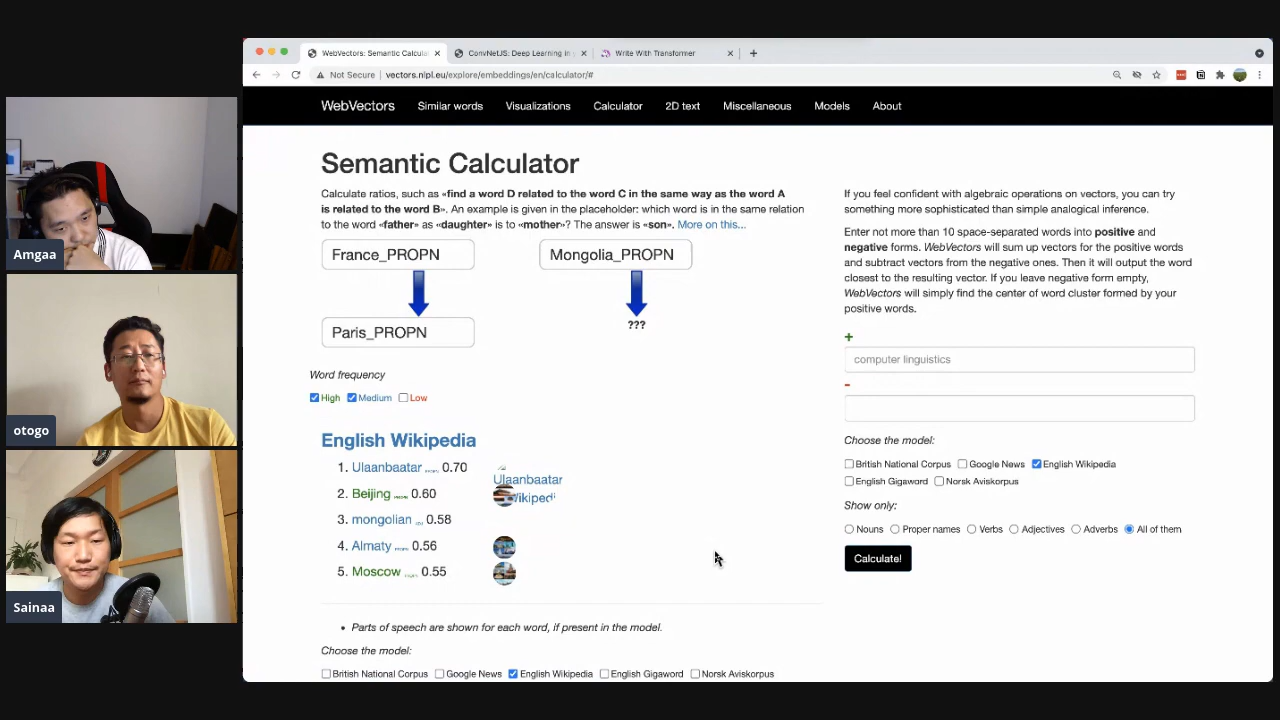 WebVectors: Semantic Calcula
ConvNetJS: Deep Learning in
Write With Transformer
Not Secure
vectors.nlpl.eu/explore/embeddings/en/calculator/#
WebVectors
Similar words
Visualizations
Calculator
2D text
Miscellaneous
Models
About
Semantic Calculator
Calculate ratios, such as «find a word D related to the word C in the same way as the word A
is related to the word B». An example is given in the placeholder: which word is in the same relation
to the word «father» as «daughter» is to «mother»? The answer is «son». More on this...
France_PROPN
Mongolia_PROPN
Paris_PROPN
???
Word frequency
High
Medium
Low
English Wikipedia
1. Ulaanbaatar 0.70
Ulaanbaatar
2. Beijing 0.60
3. mongolian 0.58
4. Almaty 0.56
5. Moscow 0.55
• Parts of speech are shown for each word, if present in the model.
Choose the model:
British National Corpus
Google News
English Wikipedia
English Gigaword
Norsk Aviskorpus
If you feel confident with algebraic operations on vectors, you can try
something more sophisticated than simple analogical inference.
Enter not more than 10 space-separated words into positive and
negative forms. WebVectors will sum up vectors for the positive words
and subtract vectors from the negative ones. Then it will output the word
closest to the resulting vector. If you leave negative form empty,
WebVectors will simply find the center of word cluster formed by your
positive words.
+
computer linguistics
-
Choose the model:
British National Corpus
Google News
English Wikipedia
English Gigaword
Norsk Aviskorpus
Show only:
Nouns
Proper names
Verbs
Adjectives
Adverbs
All of them
Calculate!
Amgaa
otogo
Sainaa